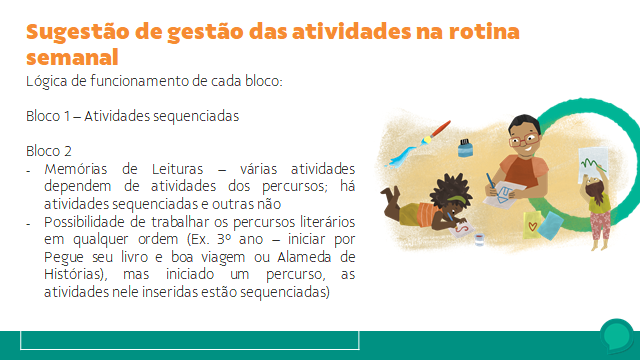 Sugestão de gestão das atividades na rotina
semanal
Lógica de funcionamento de cada bloco:
Bloco 1 – Atividades sequenciadas
Bloco 2
- Memórias de Leituras – várias atividades
dependem de atividades dos percursos; há
atividades sequenciadas e outras não
- Possibilidade de trabalhar os percursos literários
em qualquer ordem (Ex. 3º ano – iniciar por
Pegue seu livro e boa viagem ou Alameda de
Histórias), mas iniciado um percurso, as
atividades nele inseridas estão sequenciadas)